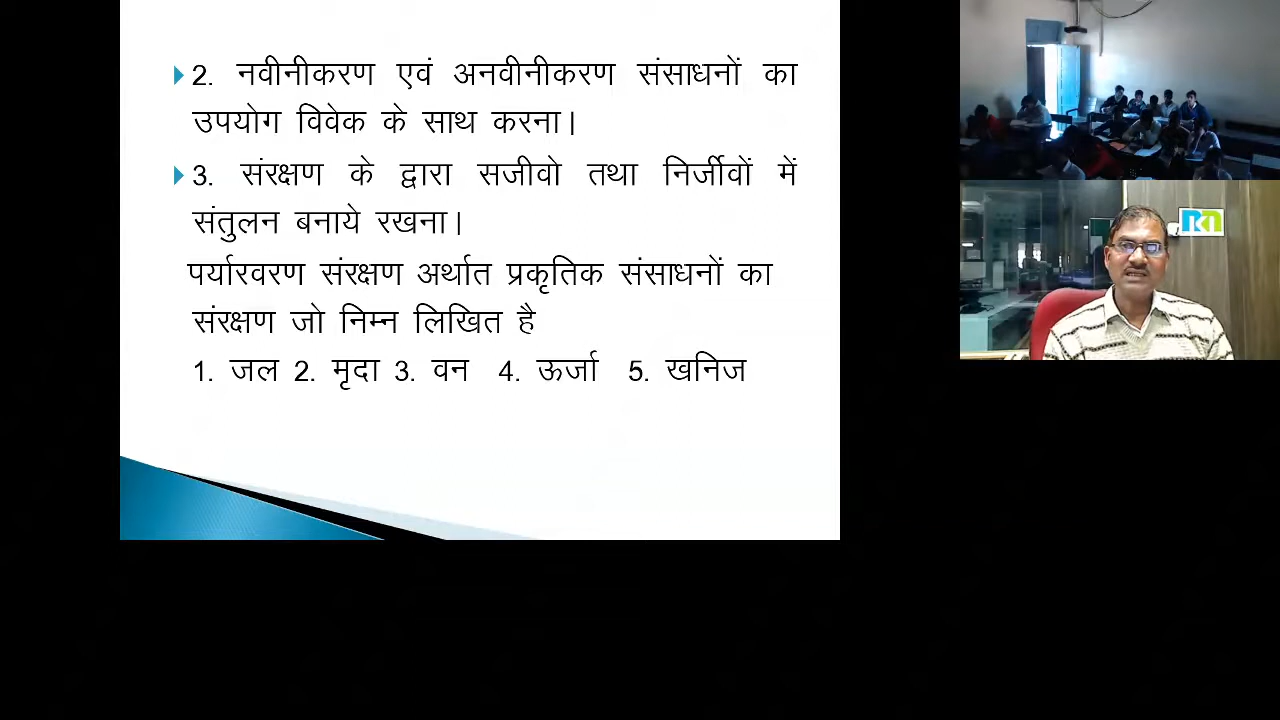 2. नवीनीकरण एवं अनवीनीकरण संसाधनों का
उपयोग विवेक के साथ करना।
3. संरक्षण के द्वारा सजीवो तथा निर्जीवों में
संतुलन बनाये रखना।
पर्यारवरण संरक्षण अर्थात प्रकृतिक संसाधनों का
संरक्षण जो निम्न लिखित है
1. जल 2. मृदा 3. वन 4. ऊर्जा 5. खनिज